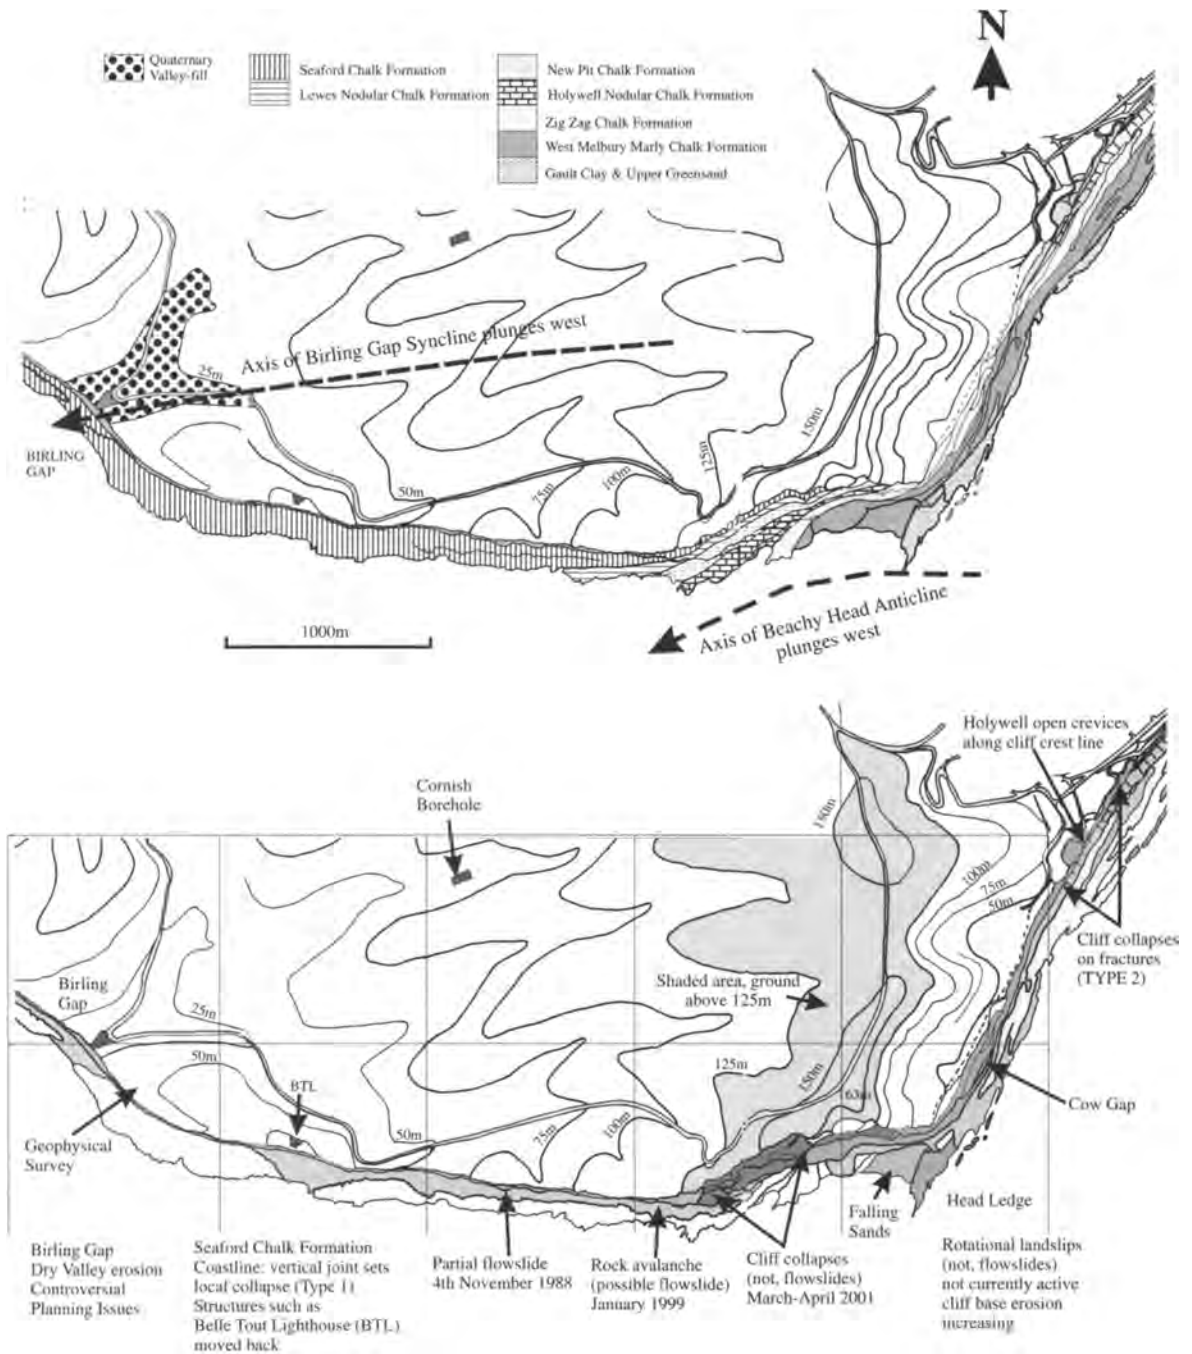 N
Quaternary
Valley-fill
Seaford Chalk Formation
Lewes Nodular Chalk Formation
New Pit Chalk Formation
Holywell Nodular Chalk Formation
Zig Zag Chalk Formation
West Melbury Marly Chalk Formation
Gault Clay & Upper Greensand
Axis of Birling Gap Syncline plunges west
25m
BIRLING
GAP
50m
75m
100m
125m
150m
1000m
Axis of Beachy Head Anticline
plunges west
Holywell open crevices
along cliff crest line
Cornish
Borehole
150m
100m
75m
50m
Cliff collapses
on fractures
(TYPE 2)
Birling
Gap
Shaded area, ground
above 125m
25m
50m
125m
150m
163m
BTL
Cow Gap
Geophysical
Survey
50m
75m
100m
Falling
Sands
Head Ledge
Birling Gap
Dry Valley erosion
Controversial
Planning Issues
Seaford Chalk Formation
Coastline: vertical joint sets
local collapse (Type 1)
Structures such as
Belle Tout Lighthouse (BTL)
moved back
Partial flowslide
4th November 1988
Rock avalanche
(possible flowslide)
January 1999
Cliff collapses
(not, flowslides)
March-April 2001
Rotational landslips
(not, flowslides)
not currently active
cliff base erosion
increasing